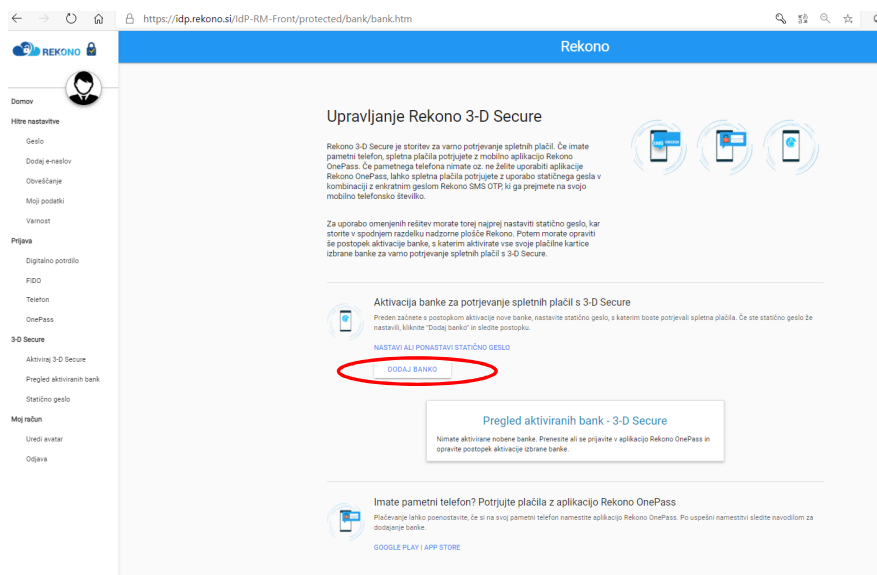 https://idp.rekono.si/IdP-RM-Front/protected/bank/bank.htm
REKONO
Rekono
Domov
Hitre nastavitve
Geslo
Dodaj e-naslov
Obveščanje
Moji podatki
Varnost
Prijava
Digitalno potrdilo
FIDO
Telefon
OnePass
3-D Secure
Aktiviraj 3-D Secure
Pregled aktiviranih bank
Statično geslo
Moj račun
Uredi avatar
Odjava
Upravljanje Rekono 3-D Secure
Rekono 3-D Secure je storitev za varno potrjevanje spletnih plačil. Če imate
pametni telefon, spletna plačila potrjujete z mobilno aplikacijo Rekono
OnePass. Če pametnega telefona nimate oz. ne želite uporabiti aplikacije
Rekono OnePass, lahko spletna plačila potrjujete z uporabo statičnega gesla v
kombinaciji z enkratnim geslom Rekono SMS OTP, ki ga prejmete na svojo
mobilno telefonsko številko.
Za uporabo omenjenih rešitev morate torej najprej nastaviti statično geslo, kar
storite v spodnjem razdelku nadzorne plošče Rekono. Potem morate opraviti
še postopek aktivacije banke, s katerim aktivirate vse svoje plačilne kartice
izbrane banke za varno potrjevanje spletnih plačil s 3-D Secure.
Aktivacija banke za potrjevanje spletnih plačil s 3-D Secure
Preden začnete s postopkom aktivacije nove banke, nastavite statično geslo, s katerim boste potrjevali spletna plačila. Če ste statično geslo že
nastavili, kliknite "Dodaj banko" in sledite postopku.
NASTAVI ALI PONASTAVI STATIČNO GESLO
DODAJ BANKO
Pregled aktiviranih bank - 3-D Secure
Nimate aktivirane nobene banke. Prenesite ali se prijavite v aplikacijo Rekono OnePass in
opravite postopek aktivacije izbrane banke.
Imate pametni telefon? Potrjujte plačila z aplikacijo Rekono OnePass
Plačevanje lahko poenostavite, če si na svoj pametni telefon namestite aplikacijo Rekono OnePass. Po uspešni namestitvi sledite navodilom za
dodajanje banke.
GOOGLE PLAY | APP STORE